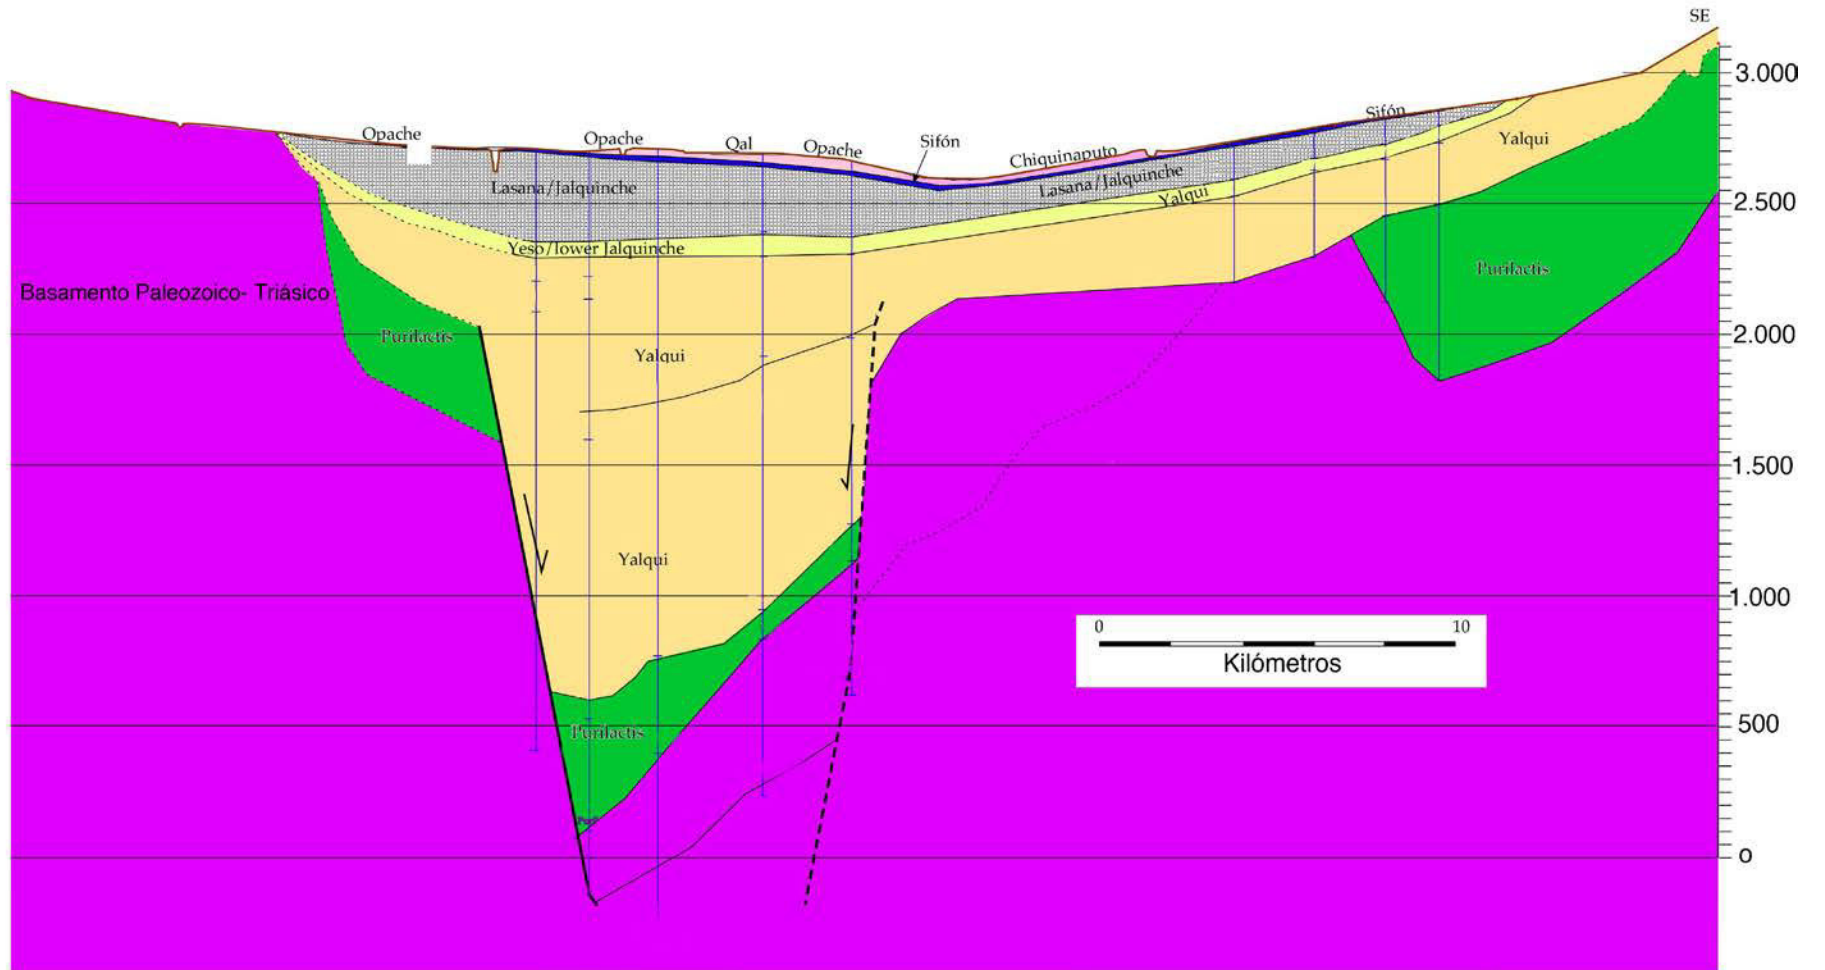 SE
3.000
Sifón
Opache
Opache
Qal
Opache
Sifón
Chiquinaputo
Yalqui
Lasana/Jalquinche
Lasana/Jalquinche
Yalqui
2.500
Yeso/lower Jalquinche
Purilactis
Basamento Paleozoico- Triásico
Purilactis
2.000
Yalqui
1.500
Yalqui
1.000
0 10
Kilómetros
500
Purilactis
0